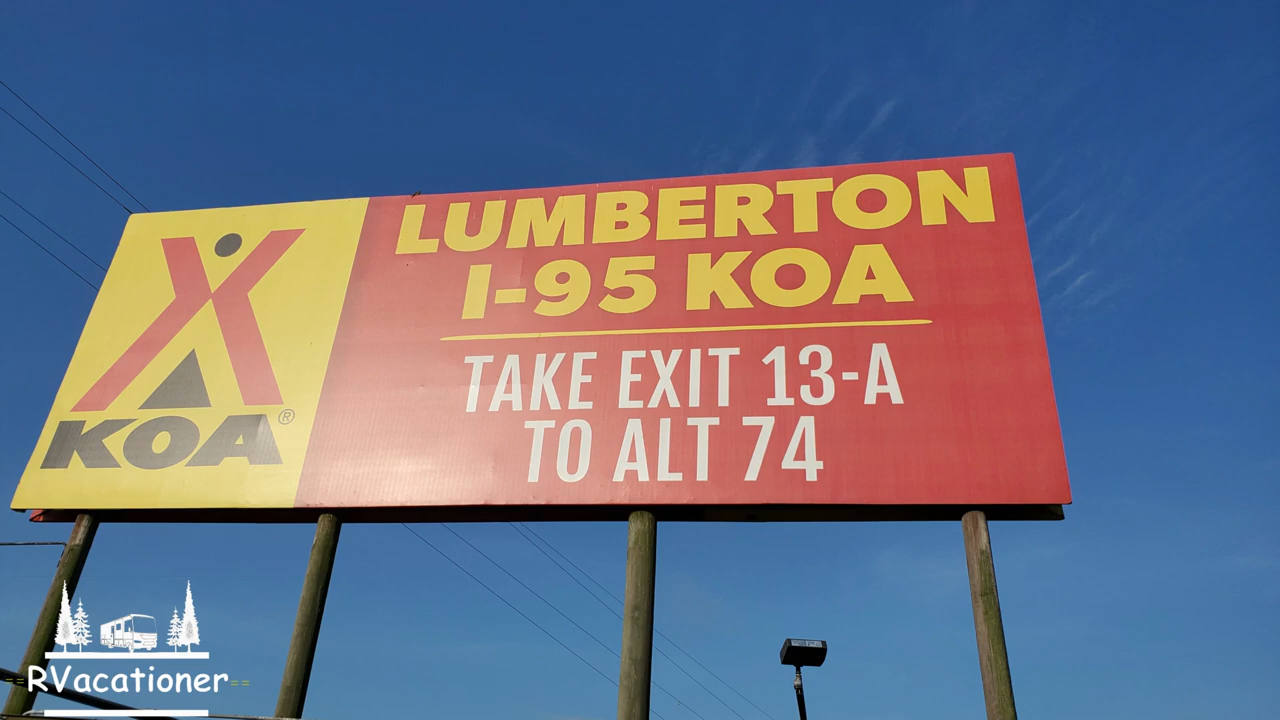 LUMBERTON
I-95 KOA
TAKE EXIT 13-A
TO ALT 74
KOA®
RVacationer